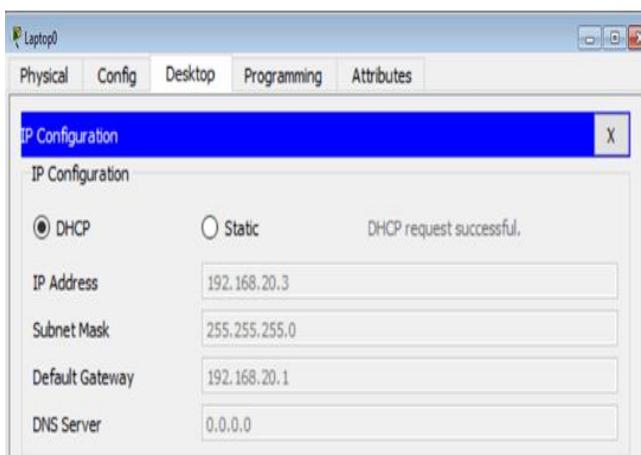 Laptop0
Physical Config Desktop Programming Attributes
IP Configuration X
IP Configuration
DHCP Static DHCP request successful.
IP Address 192.168.20.3
Subnet Mask 255.255.255.0
Default Gateway 192.168.20.1
DNS Server 0.0.0.0